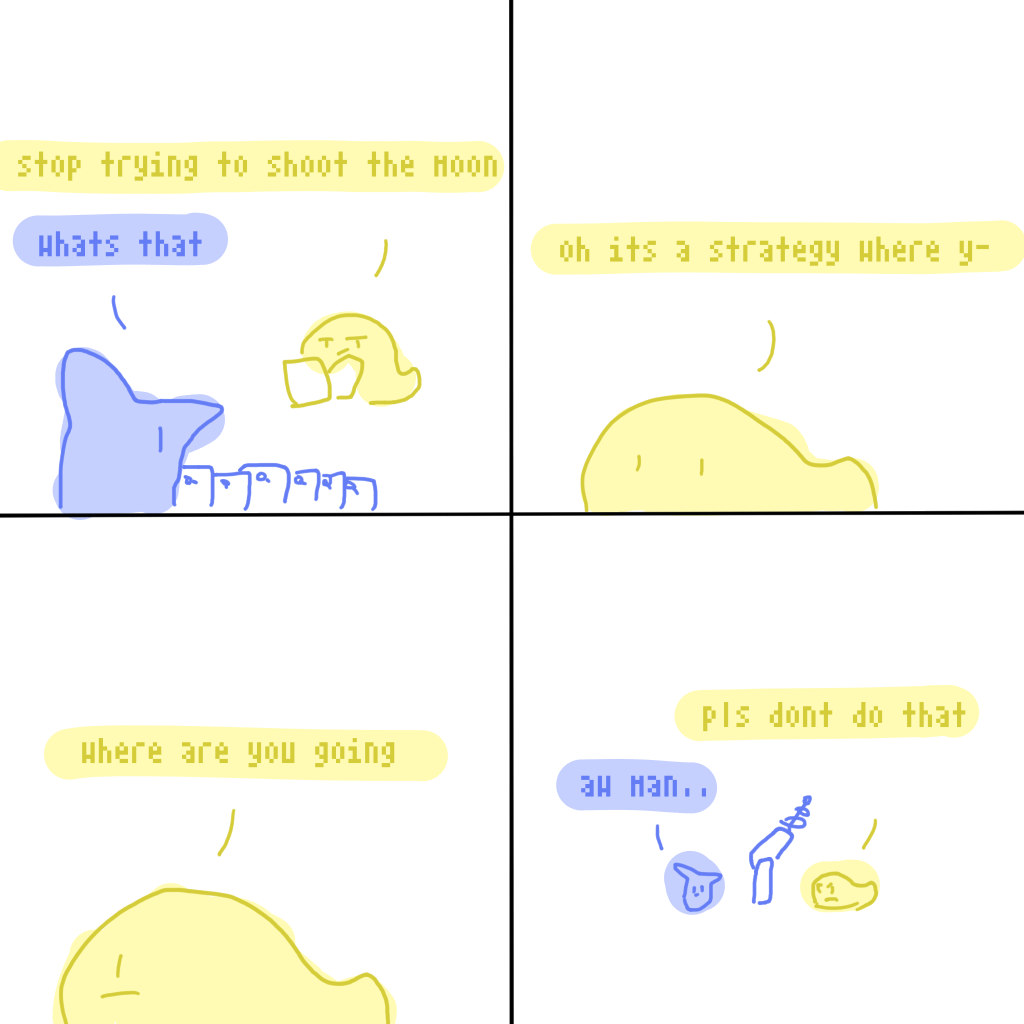 stop trying to shoot the moon
whats that
oh its a strategy where y-
where are you going
pls dont do that
aw man..